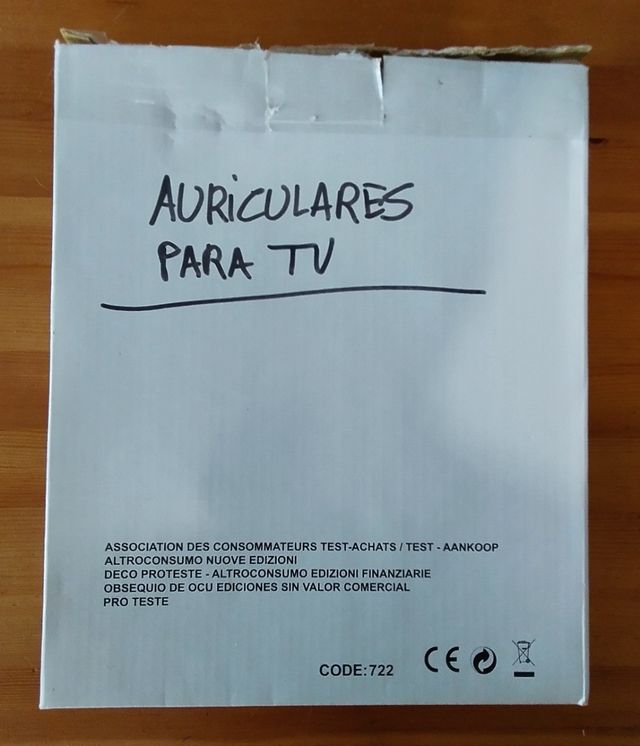 AURiCULARES
PARA TV
ASSOCIATION DES CONSOMMATEURS TEST-ACHATS / TEST - AANKOOP
ALTROCONSUMO NUOVE EDIZIONI
DECO PROTESTE - ALTROCONSUMO EDIZIONI FINANZIARIE
OBSEQUIO DE OCU EDICIONES SIN VALOR COMERCIAL
PRO TESTE
CODE:722 CE